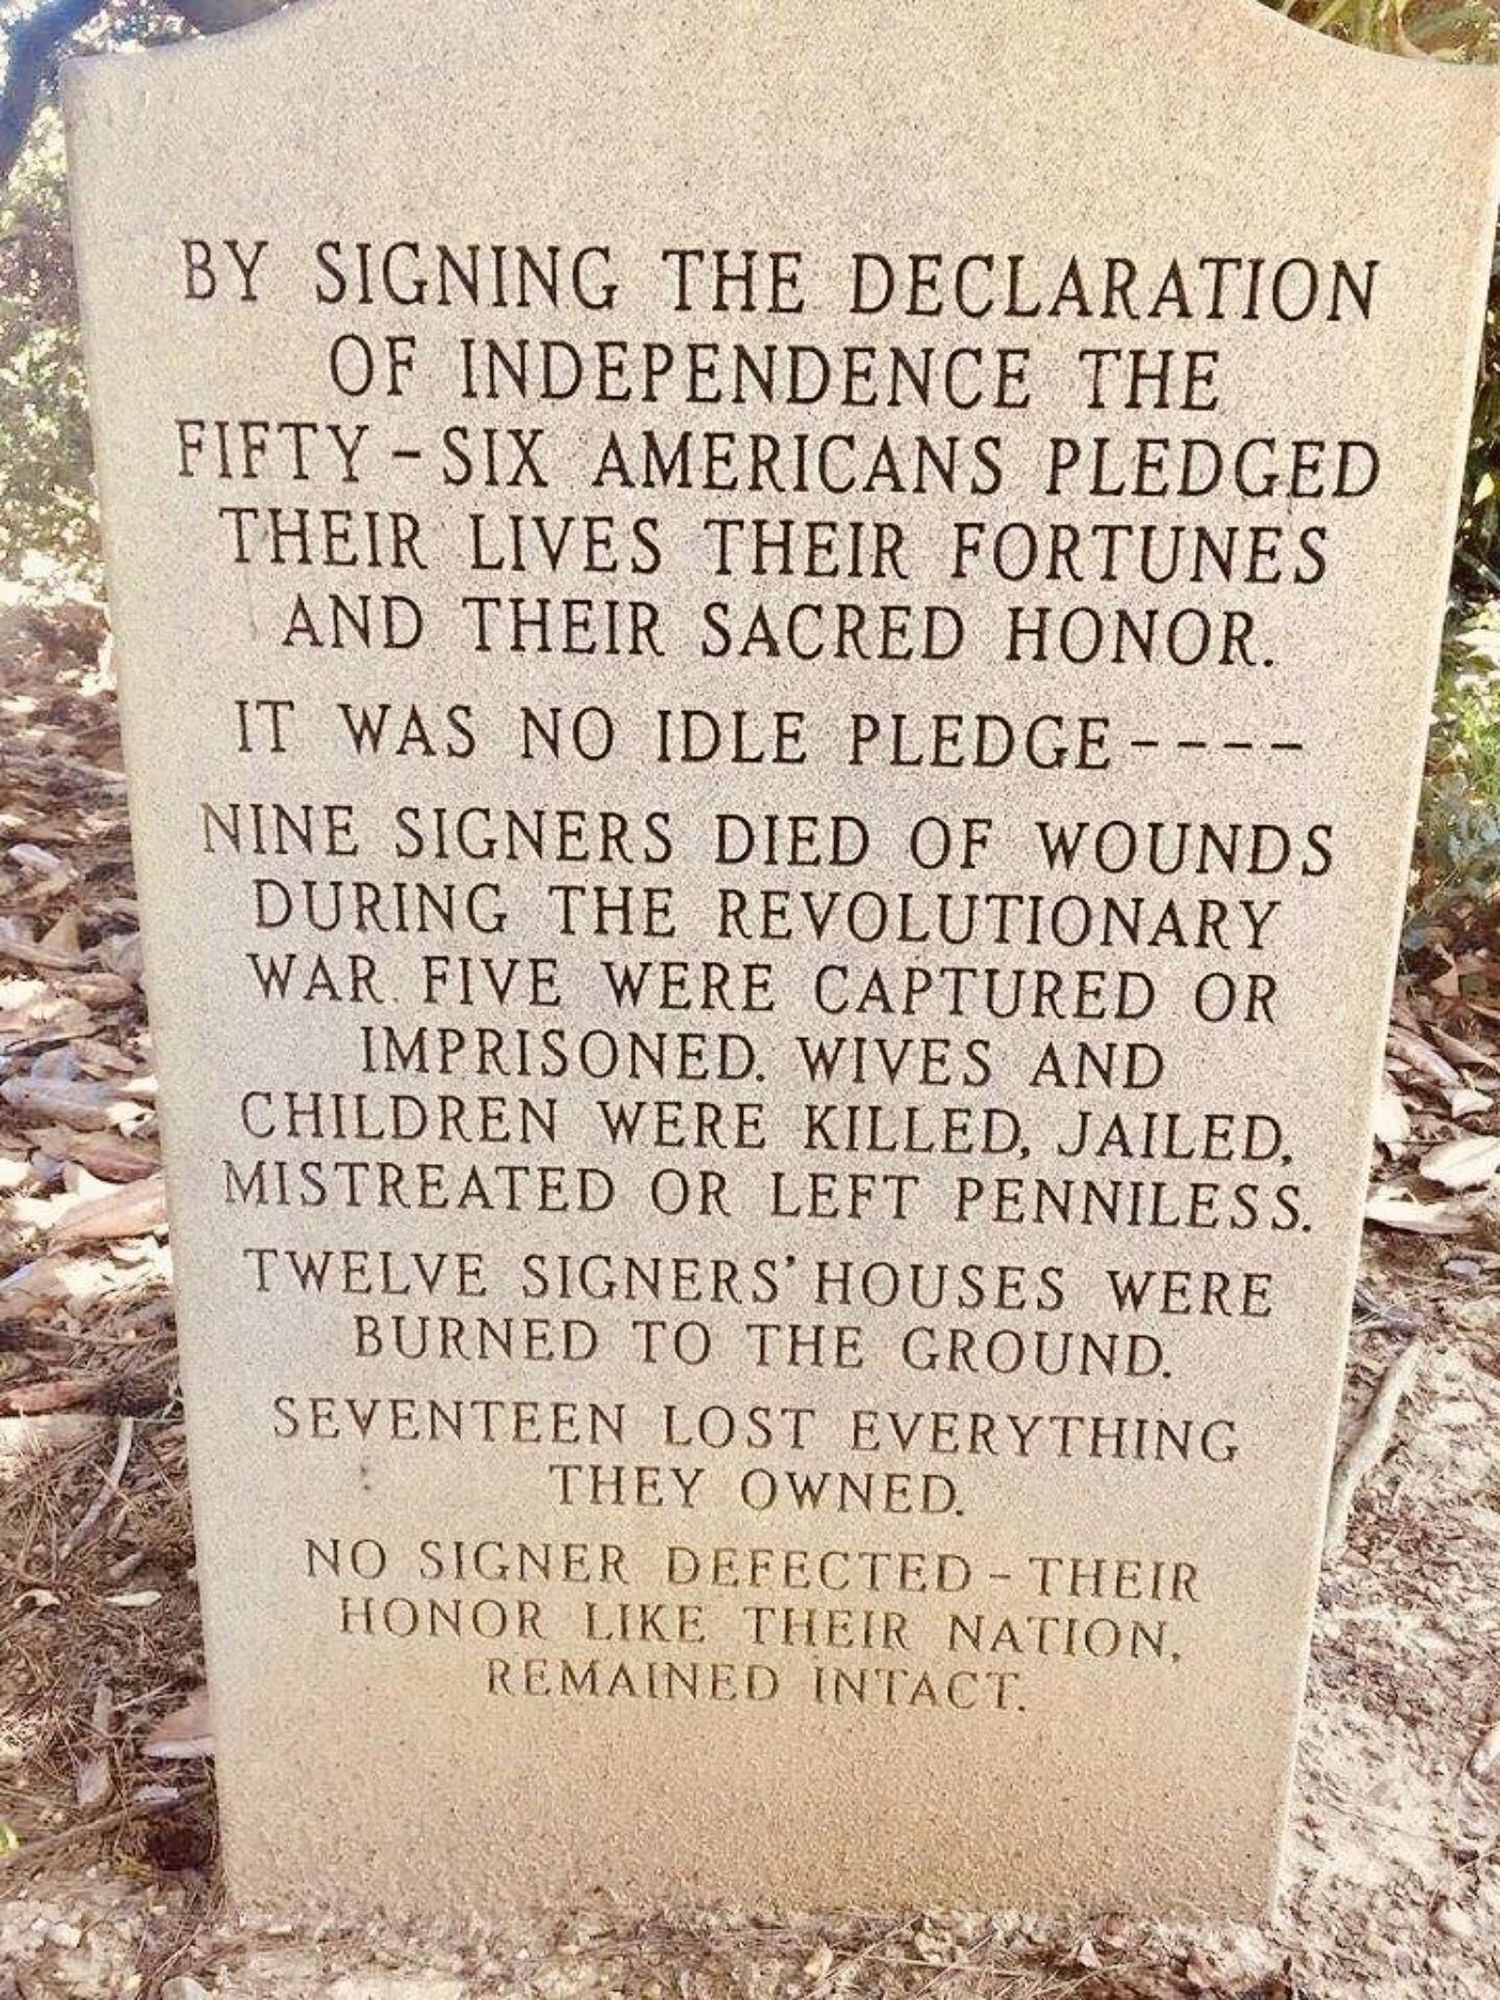 BY SIGNING THE DECLARATION
OF INDEPENDENCE THE
FIFTY-SIX AMERICANS PLEDGED
THEIR LIVES THEIR FORTUNES
AND THEIR SACRED HONOR.
IT WAS NO IDLE PLEDGE----
NINE SIGNERS DIED OF WOUNDS
DURING THE REVOLUTIONARY
WAR. FIVE WERE CAPTURED OR
IMPRISONED. WIVES AND
CHILDREN WERE KILLED, JAILED,
MISTREATED OR LEFT PENNILESS.
TWELVE SIGNERS' HOUSES WERE
BURNED TO THE GROUND.
SEVENTEEN LOST EVERYTHING
THEY OWNED.
NO SIGNER DEFECTED - THEIR
HONOR LIKE THEIR NATION,
REMAINED INTACT.